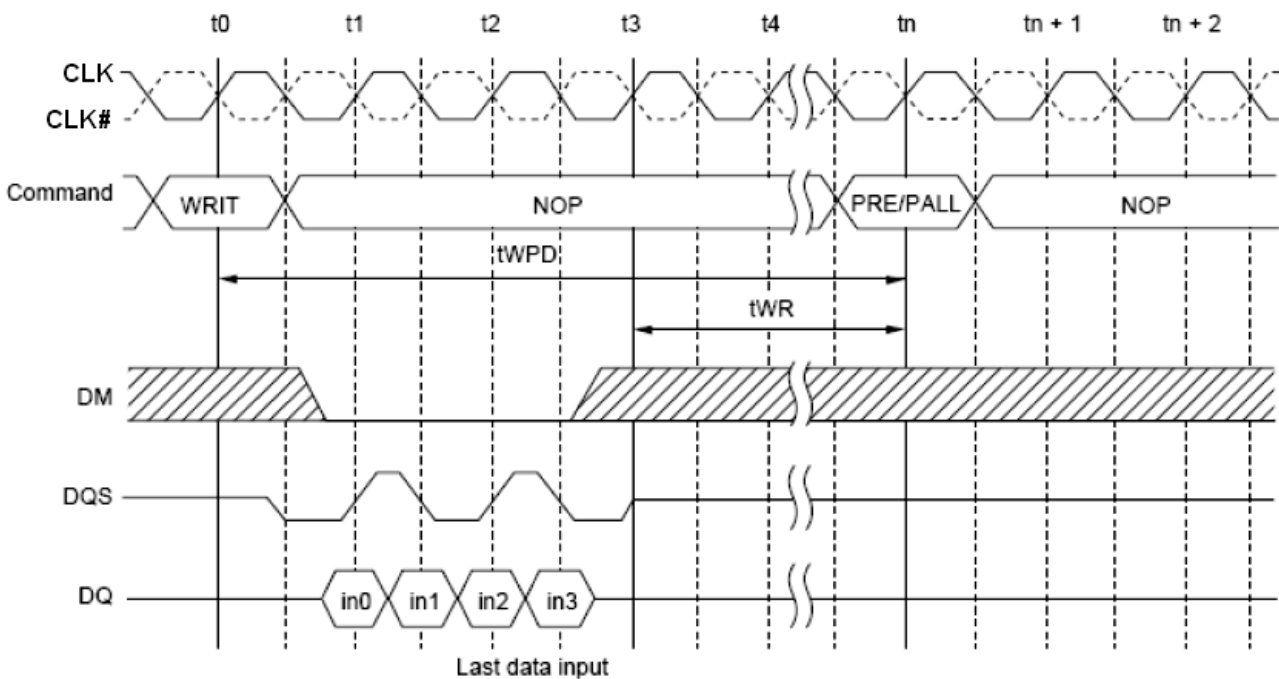 t0 t1 t2 t3 t4 tn tn + 1 tn + 2
CLK
CLK#
Command WRIT NOP PRE/PALL NOP
tWPD
tWR
DM
DQS
DQ in0 in1 in2 in3
Last data input